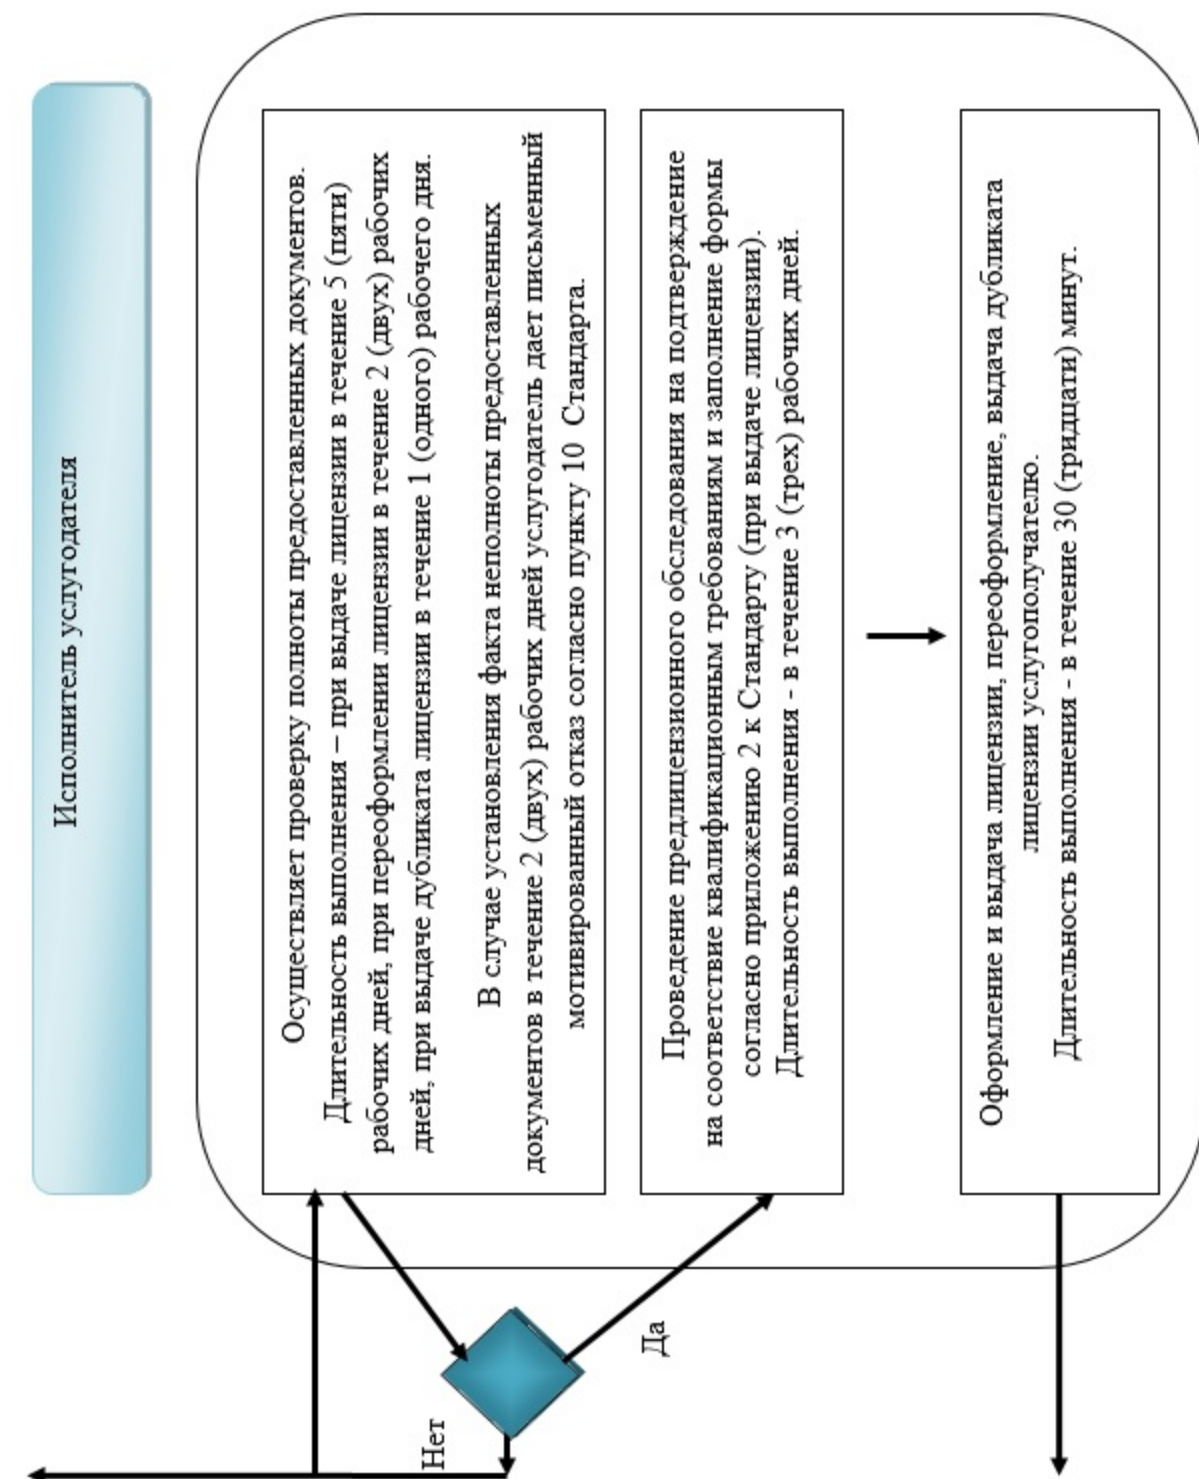 Исполнитель услугодателя
Осуществляет проверку полноты предоставленных документов.
Длительность выполнения – при выдаче лицензии в течение 5 (пяти)
рабочих дней, при переоформлении лицензии в течение 2 (двух) рабочих
дней, при выдаче дубликата лицензии в течение 1 (одного) рабочего дня.
В случае установления факта неполноты предоставленных
документов в течение 2 (двух) рабочих дней услугодатель дает письменный
мотивированный отказ согласно пункту 10 Стандарта.
Проведение предлицензионного обследования на подтверждение
на соответствие квалификационным требованиям и заполнение формы
согласно приложению 2 к Стандарту (при выдаче лицензии).
Длительность выполнения - в течение 3 (трех) рабочих дней.
Оформление и выдача лицензии, переоформление, выдача дубликата
лицензии услугополучателю.
Длительность выполнения - в течение 30 (тридцати) минут.
Нет
Да